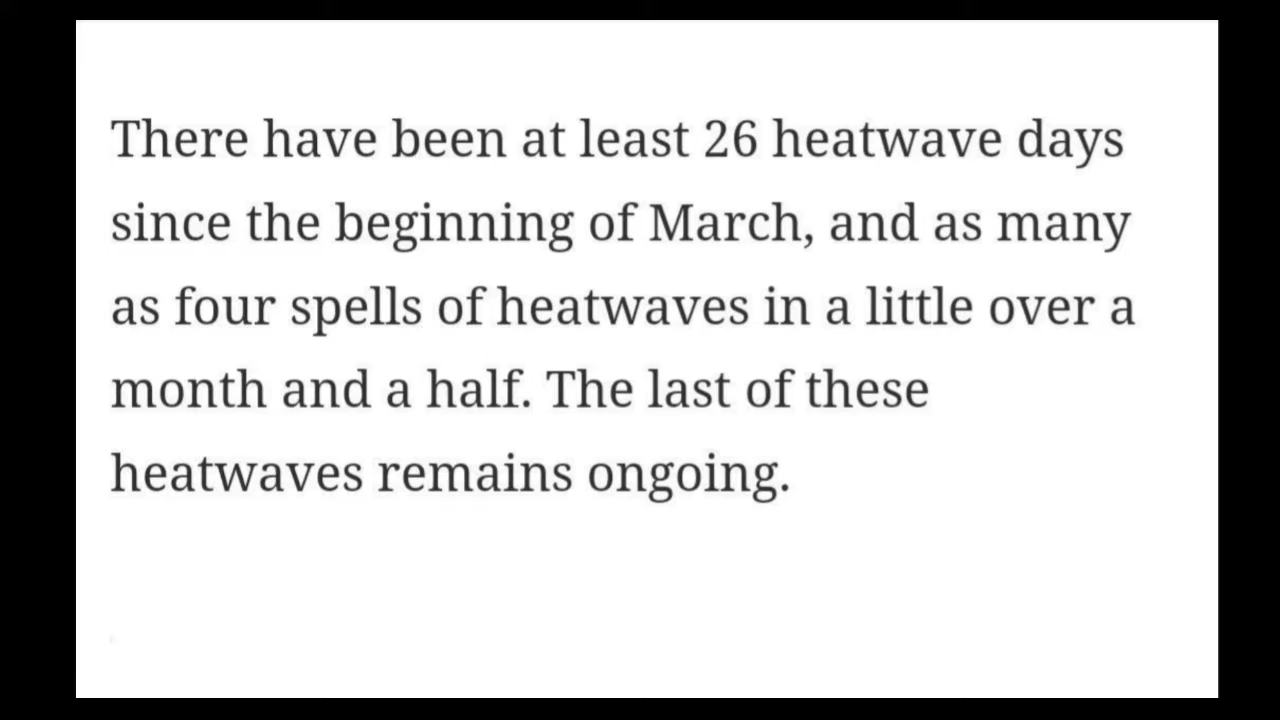 There have been at least 26 heatwave days
since the beginning of March, and as many
as four spells of heatwaves in a little over a
month and a half. The last of these
heatwaves remains ongoing.